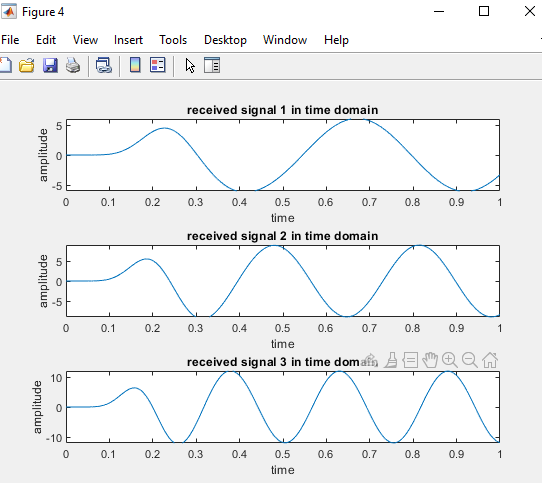 Figure 4
File Edit View Insert Tools Desktop Window Help
received signal 1 in time domain
amplitude
5
0
-5
0 0.1 0.2 0.3 0.4 0.5 0.6 0.7 0.8 0.9 1
time
received signal 2 in time domain
amplitude
5
0
-5
0 0.1 0.2 0.3 0.4 0.5 0.6 0.7 0.8 0.9 1
time
received signal 3 in time domain
amplitude
10
0
-10
0 0.1 0.2 0.3 0.4 0.5 0.6 0.7 0.8 0.9 1
time